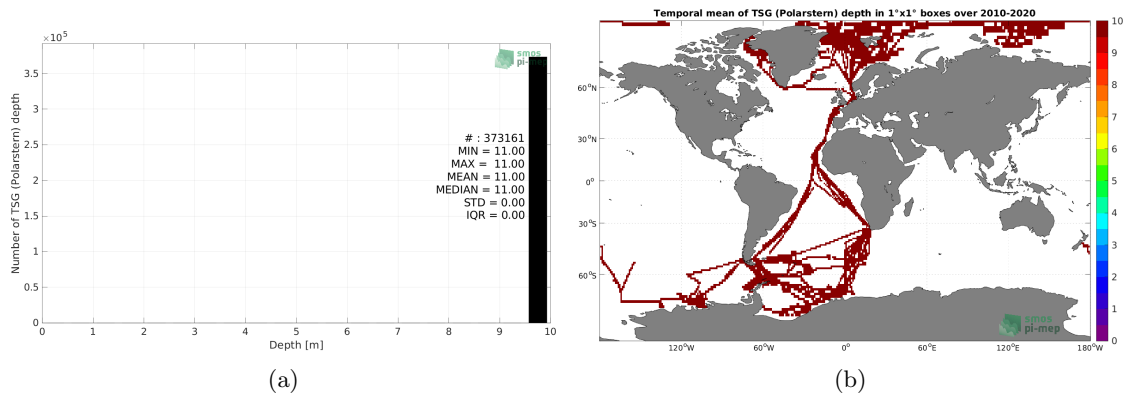 ×10⁵
3.5
3
2.5
2
1.5
1
0.5
0
Number of TSG (Polarstern) depth
smos
pi-mep
# : 373161
MIN = 11.00
MAX = 11.00
MEAN = 11.00
MEDIAN = 11.00
STD = 0.00
IQR = 0.00
0 1 2 3 4 5 6 7 8 9 10
Depth [m]
(a)
Temporal mean of TSG (Polarstern) depth in 1°x1° boxes over 2010-2020
60°N
30°N
0°
30°S
60°S
120°W 60°W 0° 60°E 120°E 180°W
smos
pi-mep
10
9
8
7
6
5
4
3
2
1
0
(b)